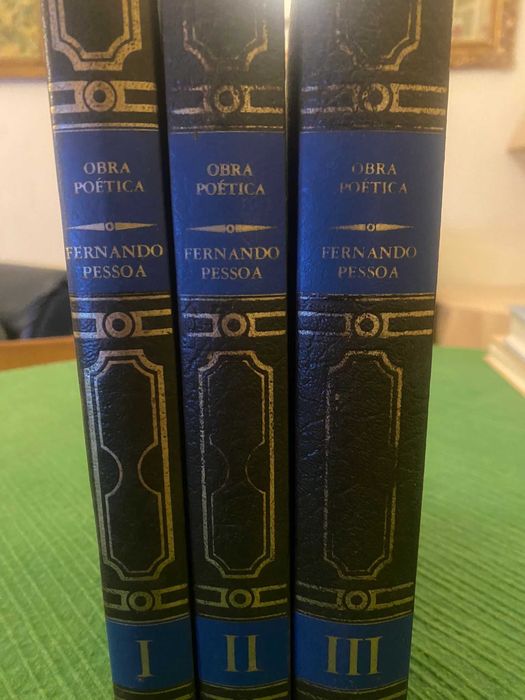 OBRA
POÉTICA
FERNANDO
PESSOA
I
OBRA
POÉTICA
FERNANDO
PESSOA
II
OBRA
POÉTICA
FERNANDO
PESSOA
III